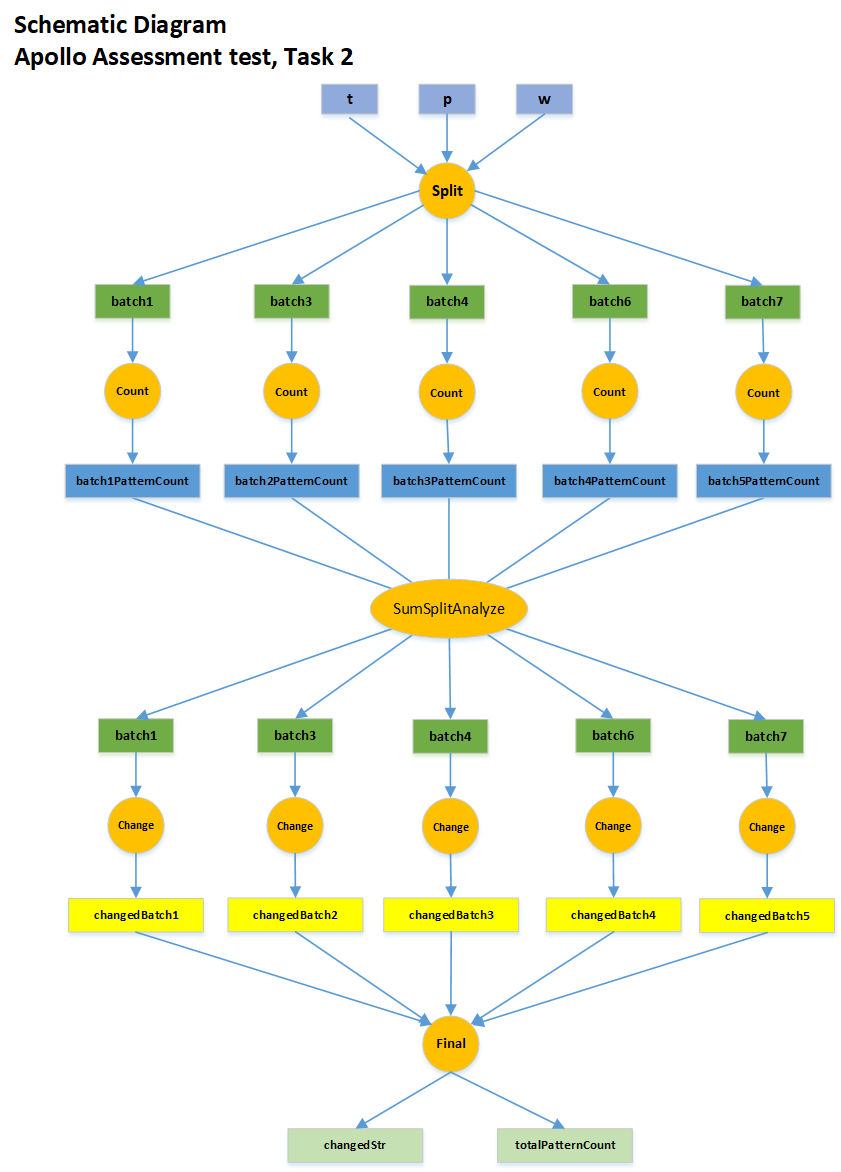 Schematic Diagram
Apollo Assessment test, Task 2
t p w
Split
batch1 batch3 batch4 batch6 batch7
Count Count Count Count Count
batch1PatternCount batch2PatternCount batch3PatternCount batch4PatternCount batch5PatternCount
SumSplitAnalyze
batch1 batch3 batch4 batch6 batch7
Change Change Change Change Change
changedBatch1 changedBatch2 changedBatch3 changedBatch4 changedBatch5
Final
changedStr totalPatternCount